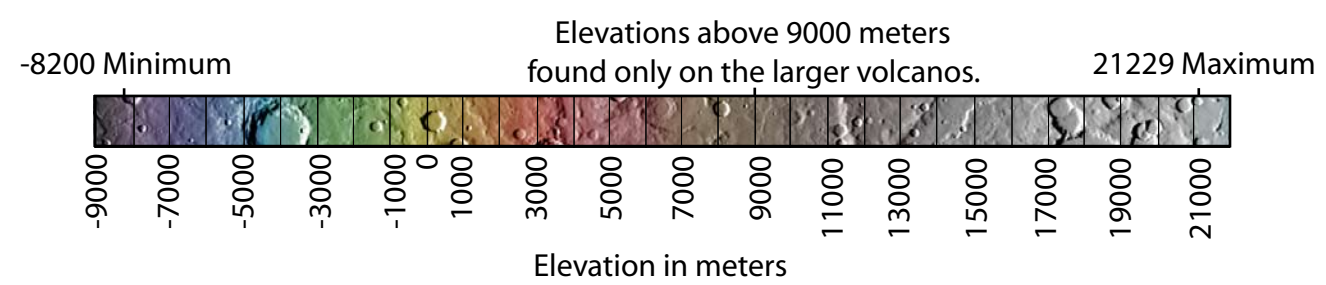 Elevations above 9000 meters
-8200 Minimum found only on the larger volcanos. 21229 Maximum
-9000 -7000 -5000 -3000 -1000 0 1000 3000 5000 7000 9000 11000 13000 15000 17000 19000 21000
Elevation in meters